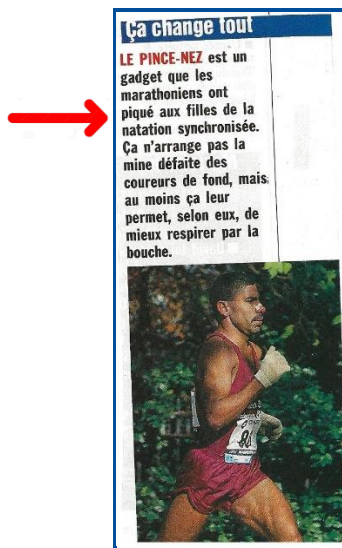 Ça change tout
LE PINCE-NEZ est un
gadget que les
marathoniens ont
piqué aux filles de la
natation synchronisée.
Ça n'arrange pas la
mine défaite des
coureurs de fond, mais
au moins ça leur
permet, selon eux, de
mieux respirer par la
bouche.